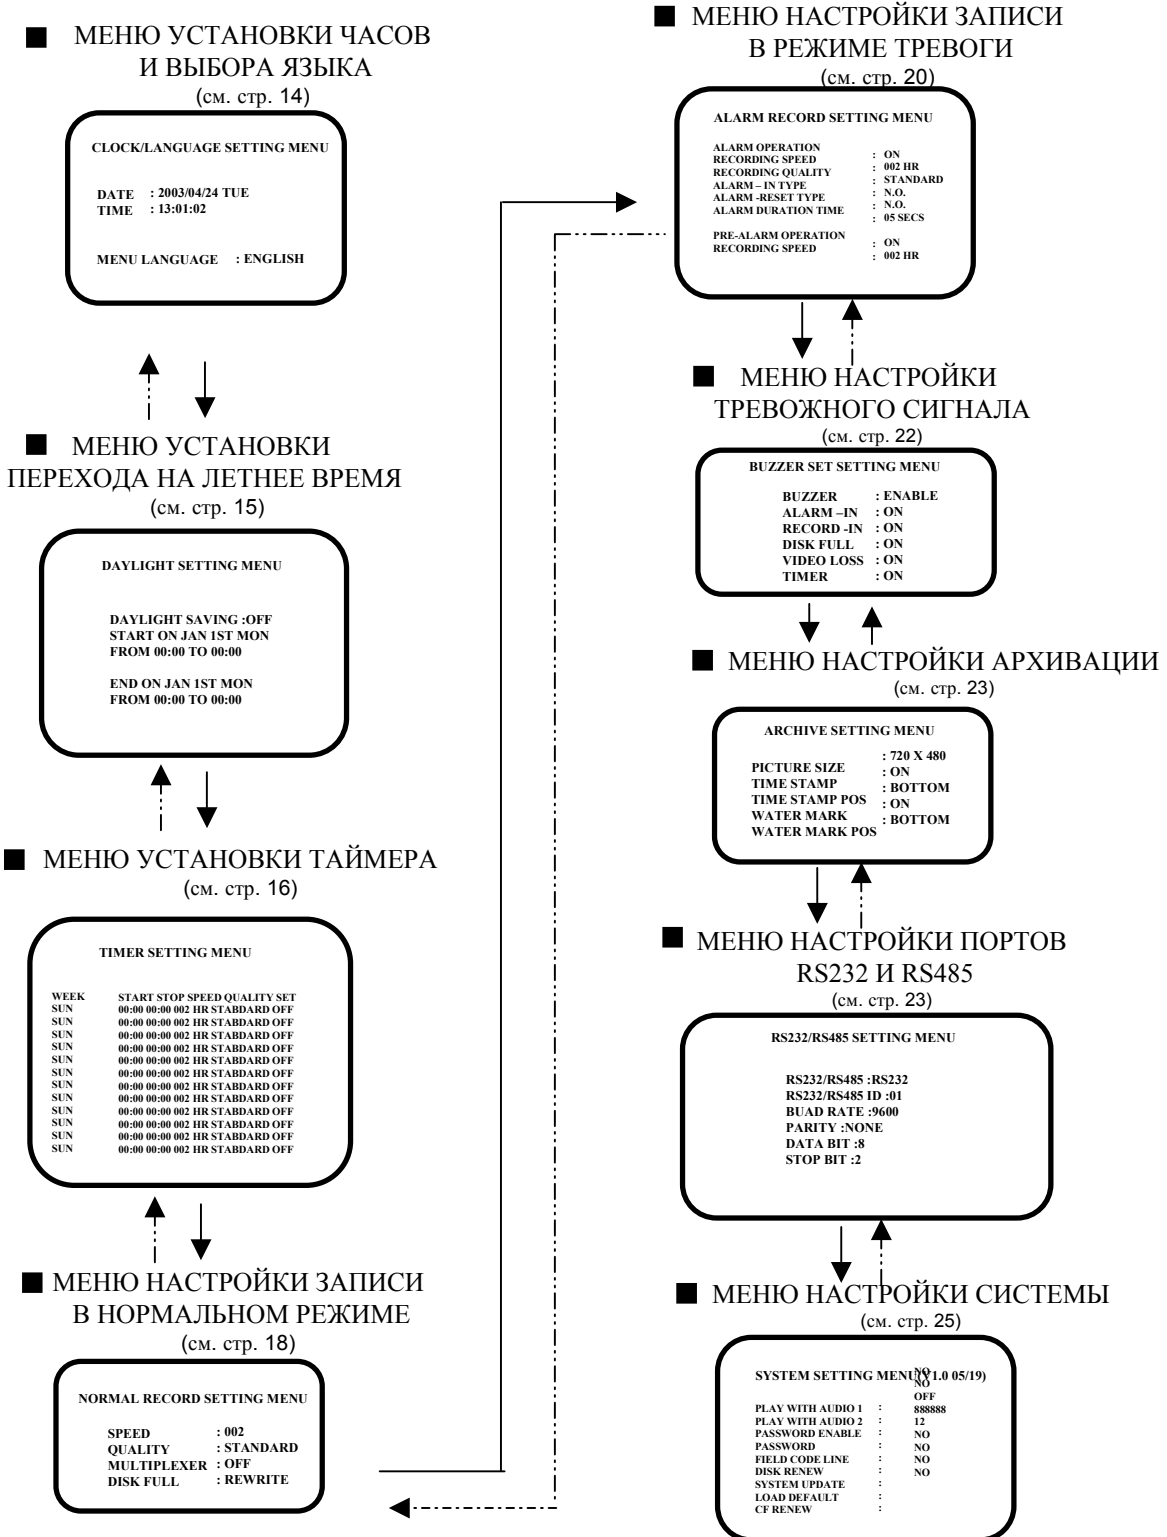 ■ МЕНЮ УСТАНОВКИ ЧАСОВ
И ВЫБОРА ЯЗЫКА
(см. стр. 14)
CLOCK/LANGUAGE SETTING MENU
DATE : 2003/04/24 TUE
TIME : 13:01:02
MENU LANGUAGE : ENGLISH
■ МЕНЮ УСТАНОВКИ
ПЕРЕХОДА НА ЛЕТНЕЕ ВРЕМЯ
(см. стр. 15)
DAYLIGHT SETTING MENU
DAYLIGHT SAVING :OFF
START ON JAN 1ST MON
FROM 00:00 TO 00:00
END ON JAN 1ST MON
FROM 00:00 TO 00:00
■ МЕНЮ УСТАНОВКИ ТАЙМЕРА
(см. стр. 16)
TIMER SETTING MENU
WEEK START STOP SPEED QUALITY SET
SUN 00:00 00:00 002 HR STABDARD OFF
SUN 00:00 00:00 002 HR STABDARD OFF
SUN 00:00 00:00 002 HR STABDARD OFF
SUN 00:00 00:00 002 HR STABDARD OFF
SUN 00:00 00:00 002 HR STABDARD OFF
SUN 00:00 00:00 002 HR STABDARD OFF
SUN 00:00 00:00 002 HR STABDARD OFF
SUN 00:00 00:00 002 HR STABDARD OFF
SUN 00:00 00:00 002 HR STABDARD OFF
SUN 00:00 00:00 002 HR STABDARD OFF
SUN 00:00 00:00 002 HR STABDARD OFF
SUN 00:00 00:00 002 HR STABDARD OFF
■ МЕНЮ НАСТРОЙКИ ЗАПИСИ
В НОРМАЛЬНОМ РЕЖИМЕ
(см. стр. 18)
NORMAL RECORD SETTING MENU
SPEED : 002
QUALITY : STANDARD
MULTIPLEXER : OFF
DISK FULL : REWRITE
■ МЕНЮ НАСТРОЙКИ ЗАПИСИ
В РЕЖИМЕ ТРЕВОГИ
(см. стр. 20)
ALARM RECORD SETTING MENU
ALARM OPERATION : ON
RECORDING SPEED : 002 HR
RECORDING QUALITY : STANDARD
ALARM – IN TYPE : N.O.
ALARM -RESET TYPE : N.O.
ALARM DURATION TIME : 05 SECS
PRE-ALARM OPERATION : ON
RECORDING SPEED : 002 HR
■ МЕНЮ НАСТРОЙКИ
ТРЕВОЖНОГО СИГНАЛА
(см. стр. 22)
BUZZER SET SETTING MENU
BUZZER : ENABLE
ALARM –IN : ON
RECORD -IN : ON
DISK FULL : ON
VIDEO LOSS : ON
TIMER : ON
■ МЕНЮ НАСТРОЙКИ АРХИВАЦИИ
(см. стр. 23)
ARCHIVE SETTING MENU
PICTURE SIZE : 720 X 480
TIME STAMP : ON
TIME STAMP POS : BOTTOM
WATER MARK : ON
WATER MARK POS : BOTTOM
■ МЕНЮ НАСТРОЙКИ ПОРТОВ
RS232 И RS485
(см. стр. 23)
RS232/RS485 SETTING MENU
RS232/RS485 :RS232
RS232/RS485 ID :01
BUAD RATE :9600
PARITY :NONE
DATA BIT :8
STOP BIT :2
■ МЕНЮ НАСТРОЙКИ СИСТЕМЫ
(см. стр. 25)
SYSTEM SETTING MENU(V1.0 05/19)
PLAY WITH AUDIO 1 : NO
PLAY WITH AUDIO 2 : NO
PASSWORD ENABLE : OFF
PASSWORD : 888888
FIELD CODE LINE : 12
DISK RENEW : NO
SYSTEM UPDATE : NO
LOAD DEFAULT : NO
CF RENEW : NO